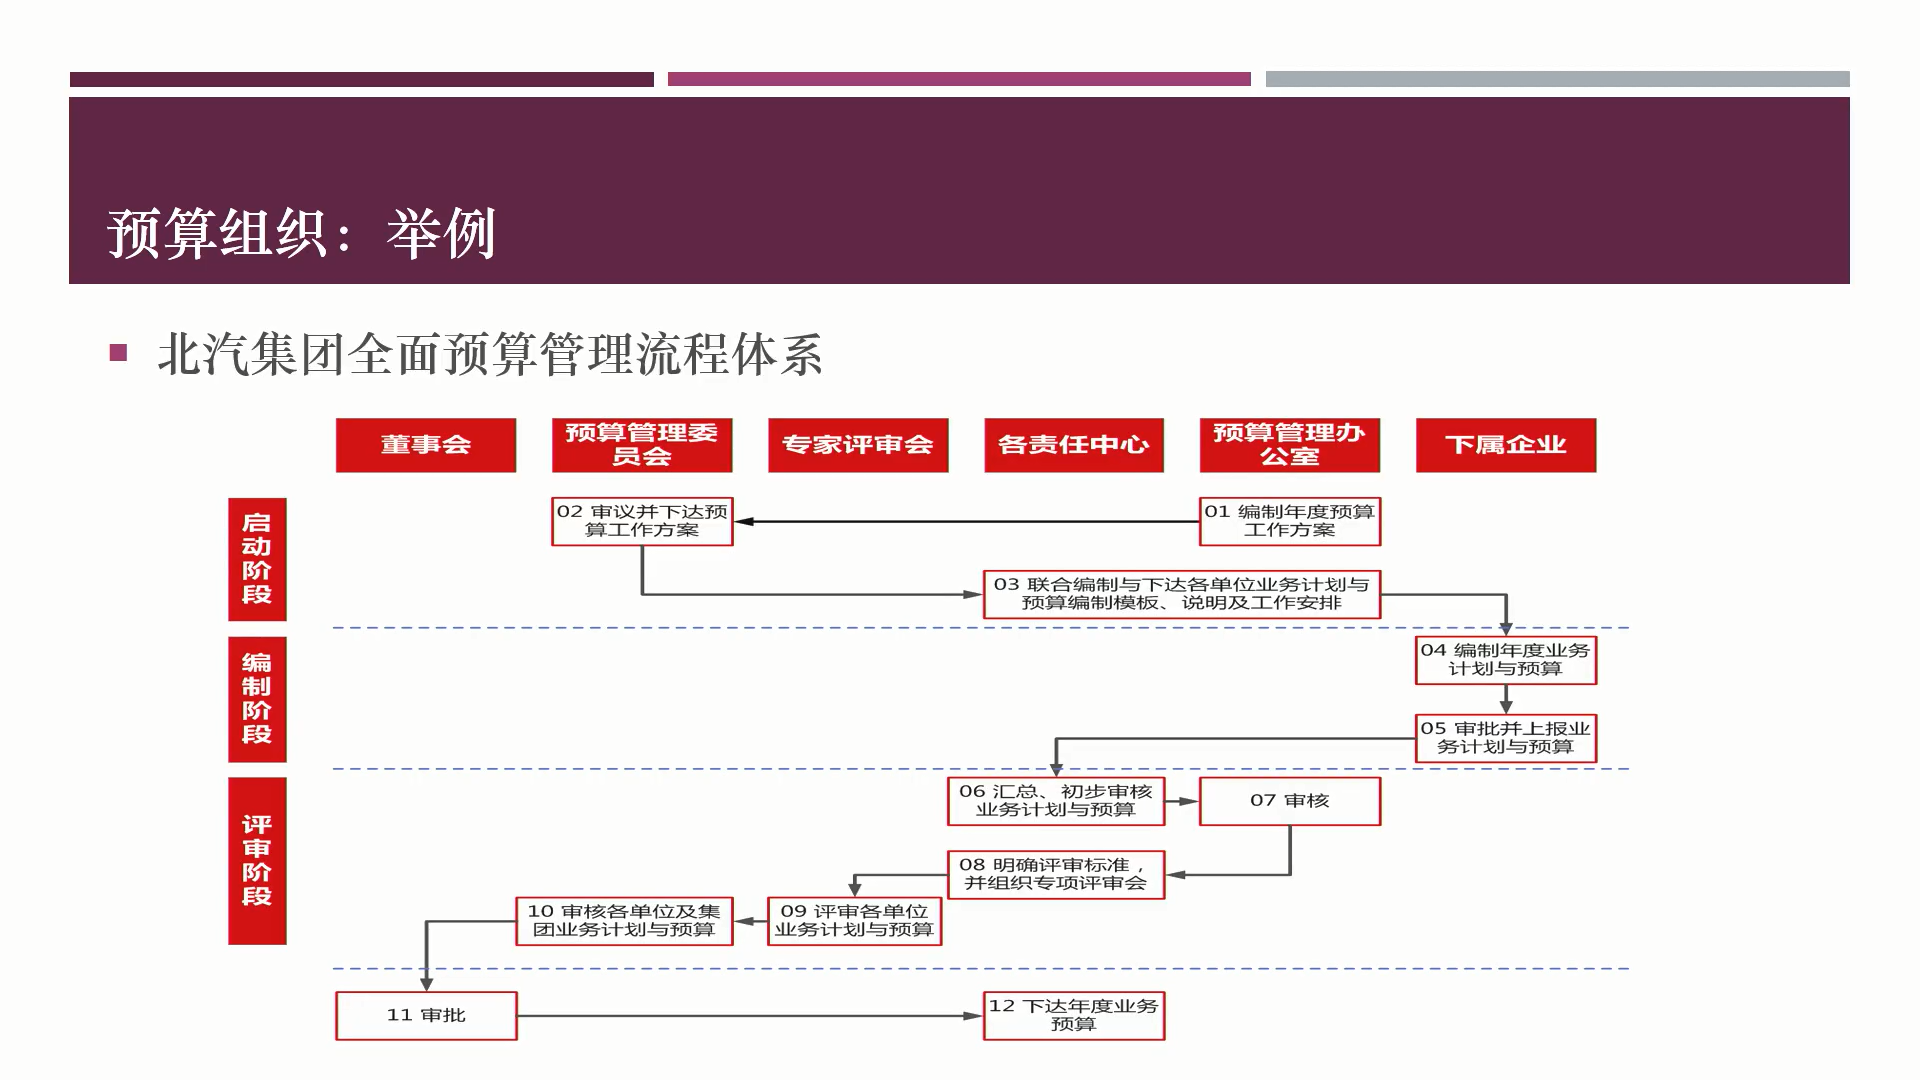 预算组织：举例
北汽集团全面预算管理流程体系
董事会
预算管理委
员会
专家评审会
各责任中心
预算管理办
公室
下属企业
启
动
阶
段
02 审议并下达预
算工作方案
01 编制年度预算
工作方案
03 联合编制与下达各单位业务计划与
预算编制模板、说明及工作安排
编
制
阶
段
04 编制年度业务
计划与预算
05 审批并上报业
务计划与预算
评
审
阶
段
06 汇总、初步审核
业务计划与预算
07 审核
08 明确评审标准，
并组织专项评审会
10 审核各单位及集
团业务计划与预算
09 评审各单位
业务计划与预算
11 审批
12 下达年度业务
预算